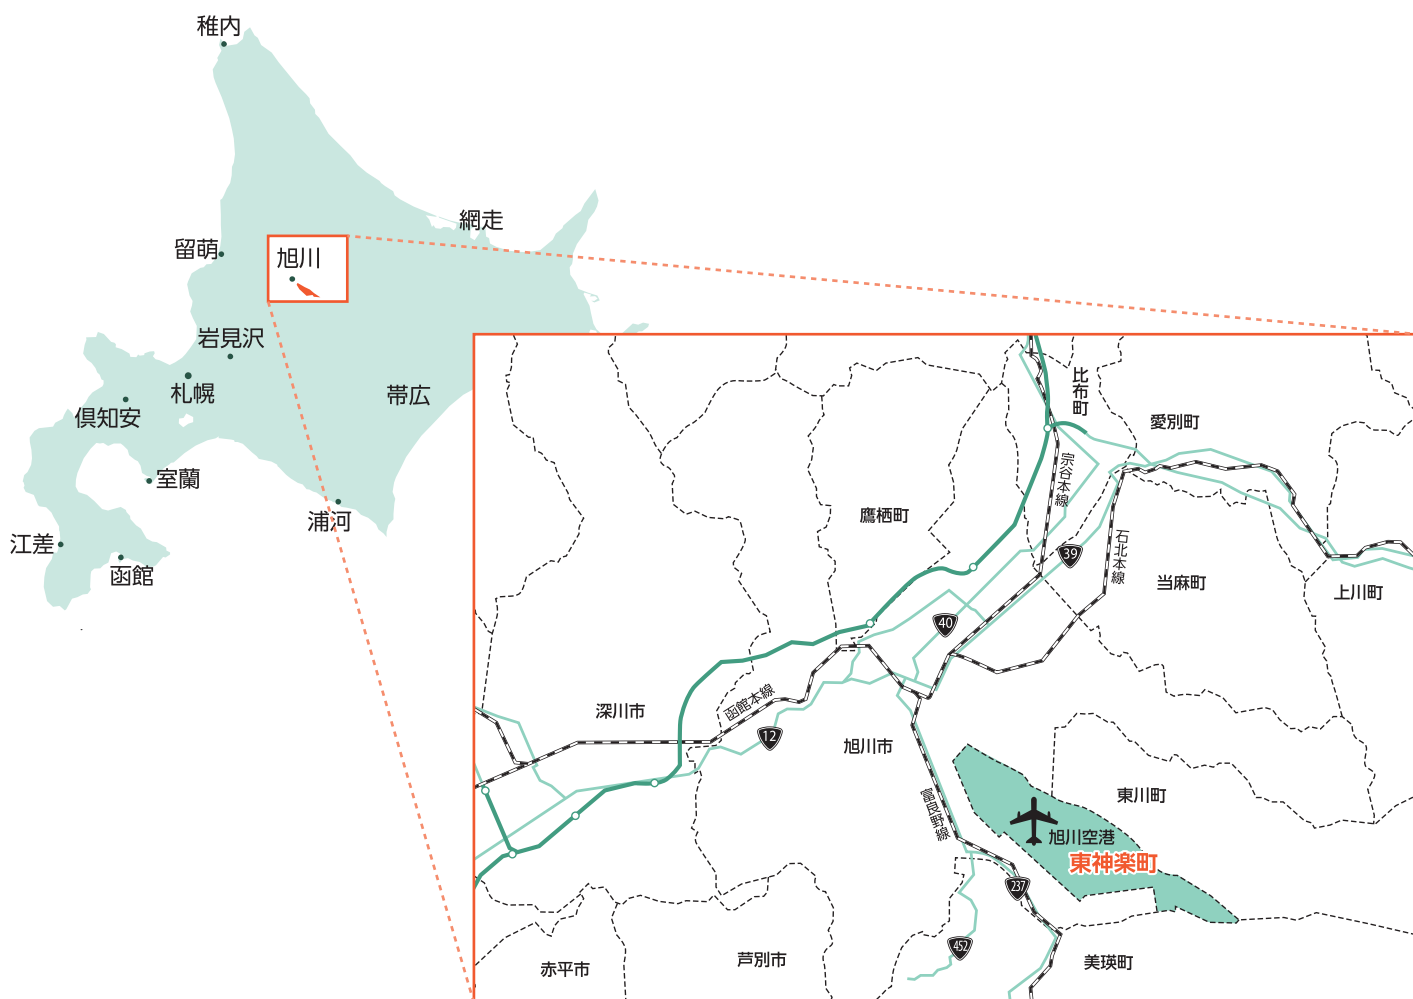 稚内
網走
留萌
旭川
岩見沢
札幌
帯広
倶知安
室蘭
浦河
江差
函館
比布町
愛別町
宗谷本線
鷹栖町
39
石北本線
当麻町
上川町
40
深川市
函館本線
12
旭川市
富良野線
東川町
旭川空港
東神楽町
237
452
赤平市
芦別市
美瑛町